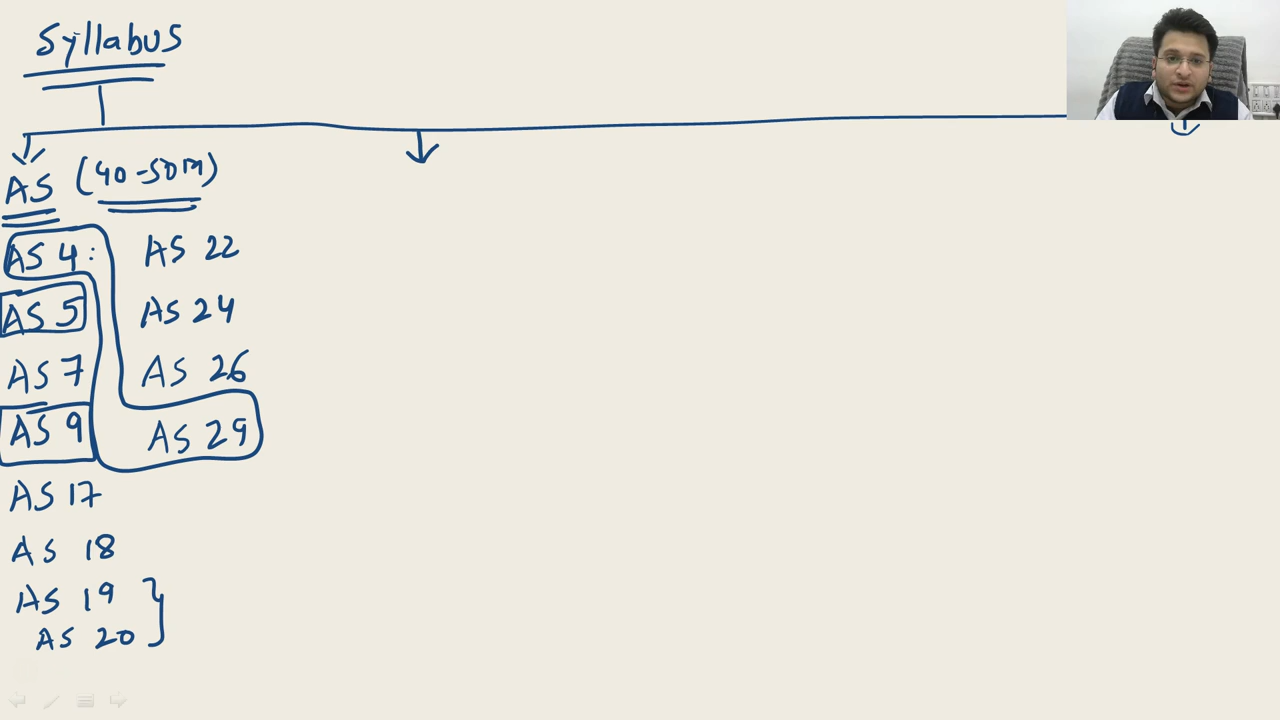 Syllabus
AS (40-50M)
AS 4:
AS 5
AS 7
AS 9
AS 17
AS 18
AS 19
AS 20
AS 22
AS 24
AS 26
AS 29